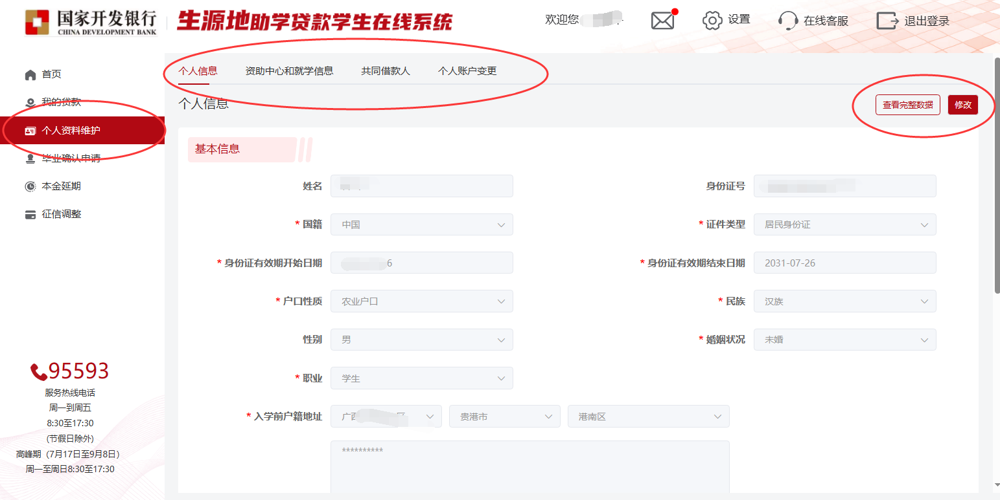 国家开发银行
CHINA DEVELOPMENT BANK
生源地助学贷款学生在线系统
欢迎您
设置
在线客服
退出登录
首页
我的贷款
个人资料维护
毕业确认申请
本金延期
征信调整
95593
服务热线电话
周一到周五
8:30至17:30
(节假日除外)
高峰期（7月17日至9月8日）
周一至周日8:30至17:30
个人信息 资助中心和就学信息 共同借款人 个人账户变更
个人信息
查看完整数据 修改
基本信息
姓名
身份证号
* 国籍 中国
* 证件类型 居民身份证
* 身份证有效期开始日期 6
* 身份证有效期结束日期 2031-07-26
* 户口性质 农业户口
* 民族 汉族
性别 男
* 婚姻状况 未婚
* 职业 学生
* 入学前户籍地址 广西 区 贵港市 港南区
**********